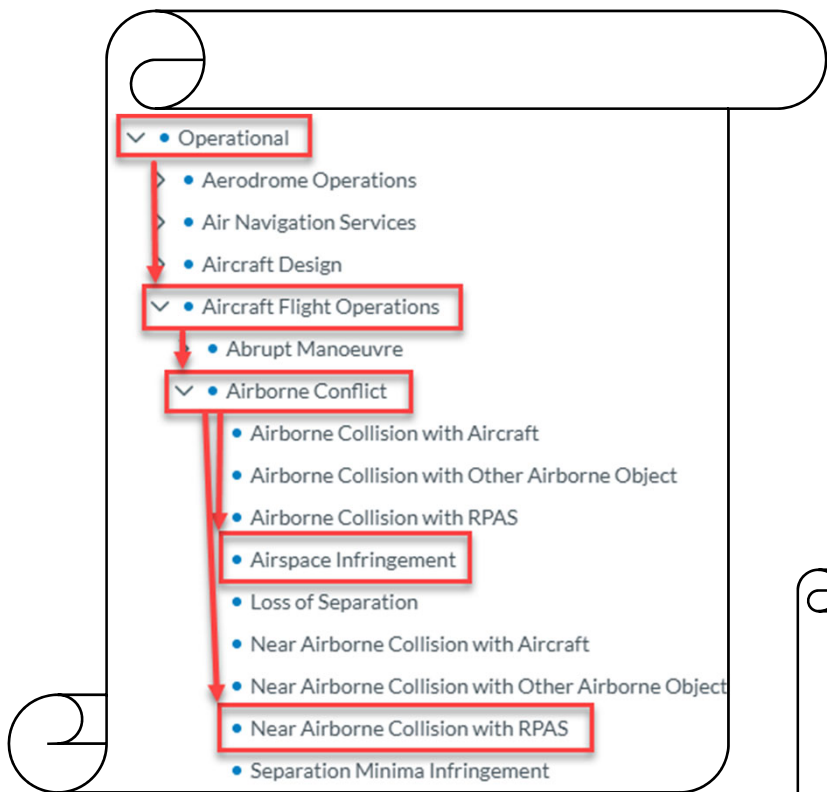 Operational
Aerodrome Operations
Air Navigation Services
Aircraft Design
Aircraft Flight Operations
Abrupt Manoeuvre
Airborne Conflict
Airborne Collision with Aircraft
Airborne Collision with Other Airborne Object
Airborne Collision with RPAS
Airspace Infringement
Loss of Separation
Near Airborne Collision with Aircraft
Near Airborne Collision with Other Airborne Object
Near Airborne Collision with RPAS
Separation Minima Infringement